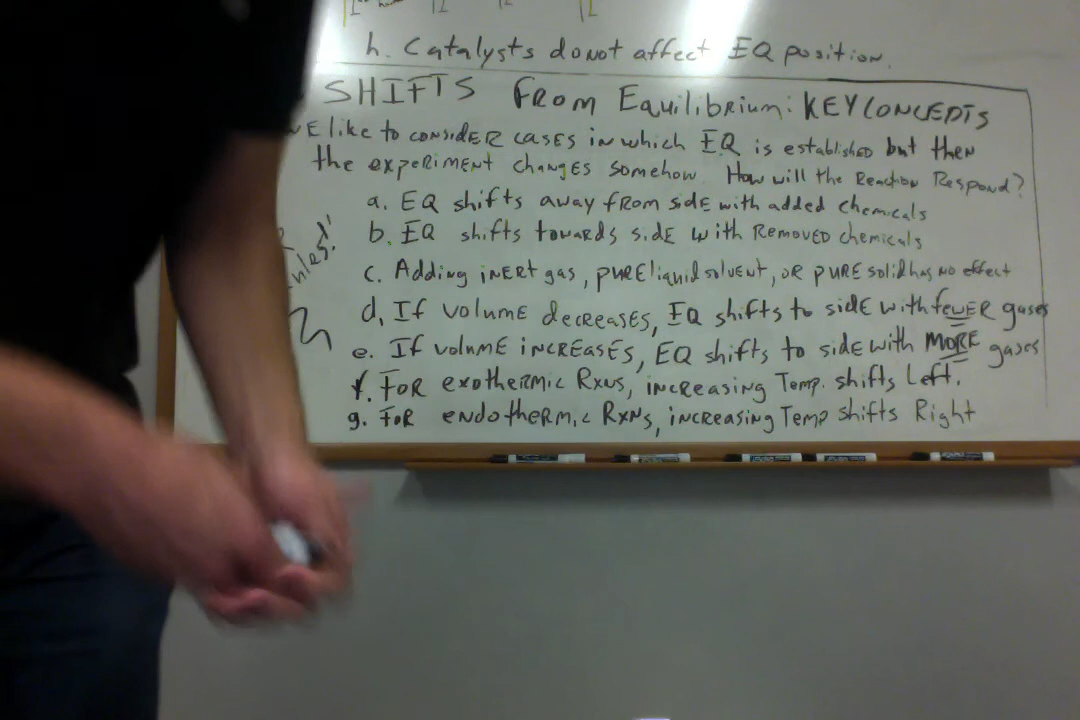 h. Catalysts do not affect EQ position.
SHIFTS From Equilibrium: KEY CONCEPTS
WE like to consider cases in which EQ is established but then
the experiment changes somehow. How will the Reaction Respond?
a. EQ shifts away from side with added chemicals
b. EQ shifts towards side with Removed chemicals
c. Adding inert gas, pure liquid solvent, or pure solid has no effect
d. If volume decreases, EQ shifts to side with fewer gases
e. If volume increases, EQ shifts to side with MORE gases
f. For exothermic Rxns, increasing Temp. shifts Left.
g. For endothermic RxNs, increasing Temp shifts Right